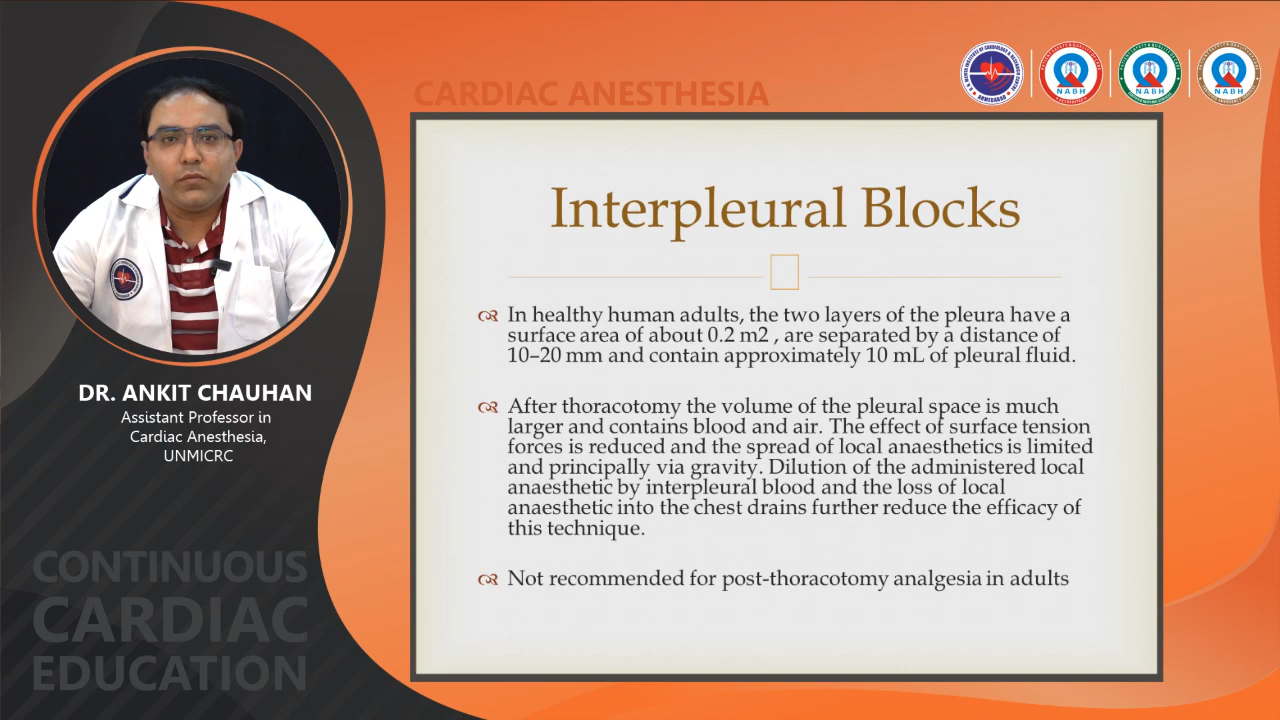 CARDIAC ANESTHESIA
NABH
NABH
NABH
Interpleural Blocks
In healthy human adults, the two layers of the pleura have a
surface area of about 0.2 m2 , are separated by a distance of
10–20 mm and contain approximately 10 mL of pleural fluid.
After thoracotomy the volume of the pleural space is much
larger and contains blood and air. The effect of surface tension
forces is reduced and the spread of local anaesthetics is limited
and principally via gravity. Dilution of the administered local
anaesthetic by interpleural blood and the loss of local
anaesthetic into the chest drains further reduce the efficacy of
this technique.
Not recommended for post-thoracotomy analgesia in adults
DR. ANKIT CHAUHAN
Assistant Professor in
Cardiac Anesthesia,
UNMICRC
CONTINUOUS
CARDIAC
EDUCATION